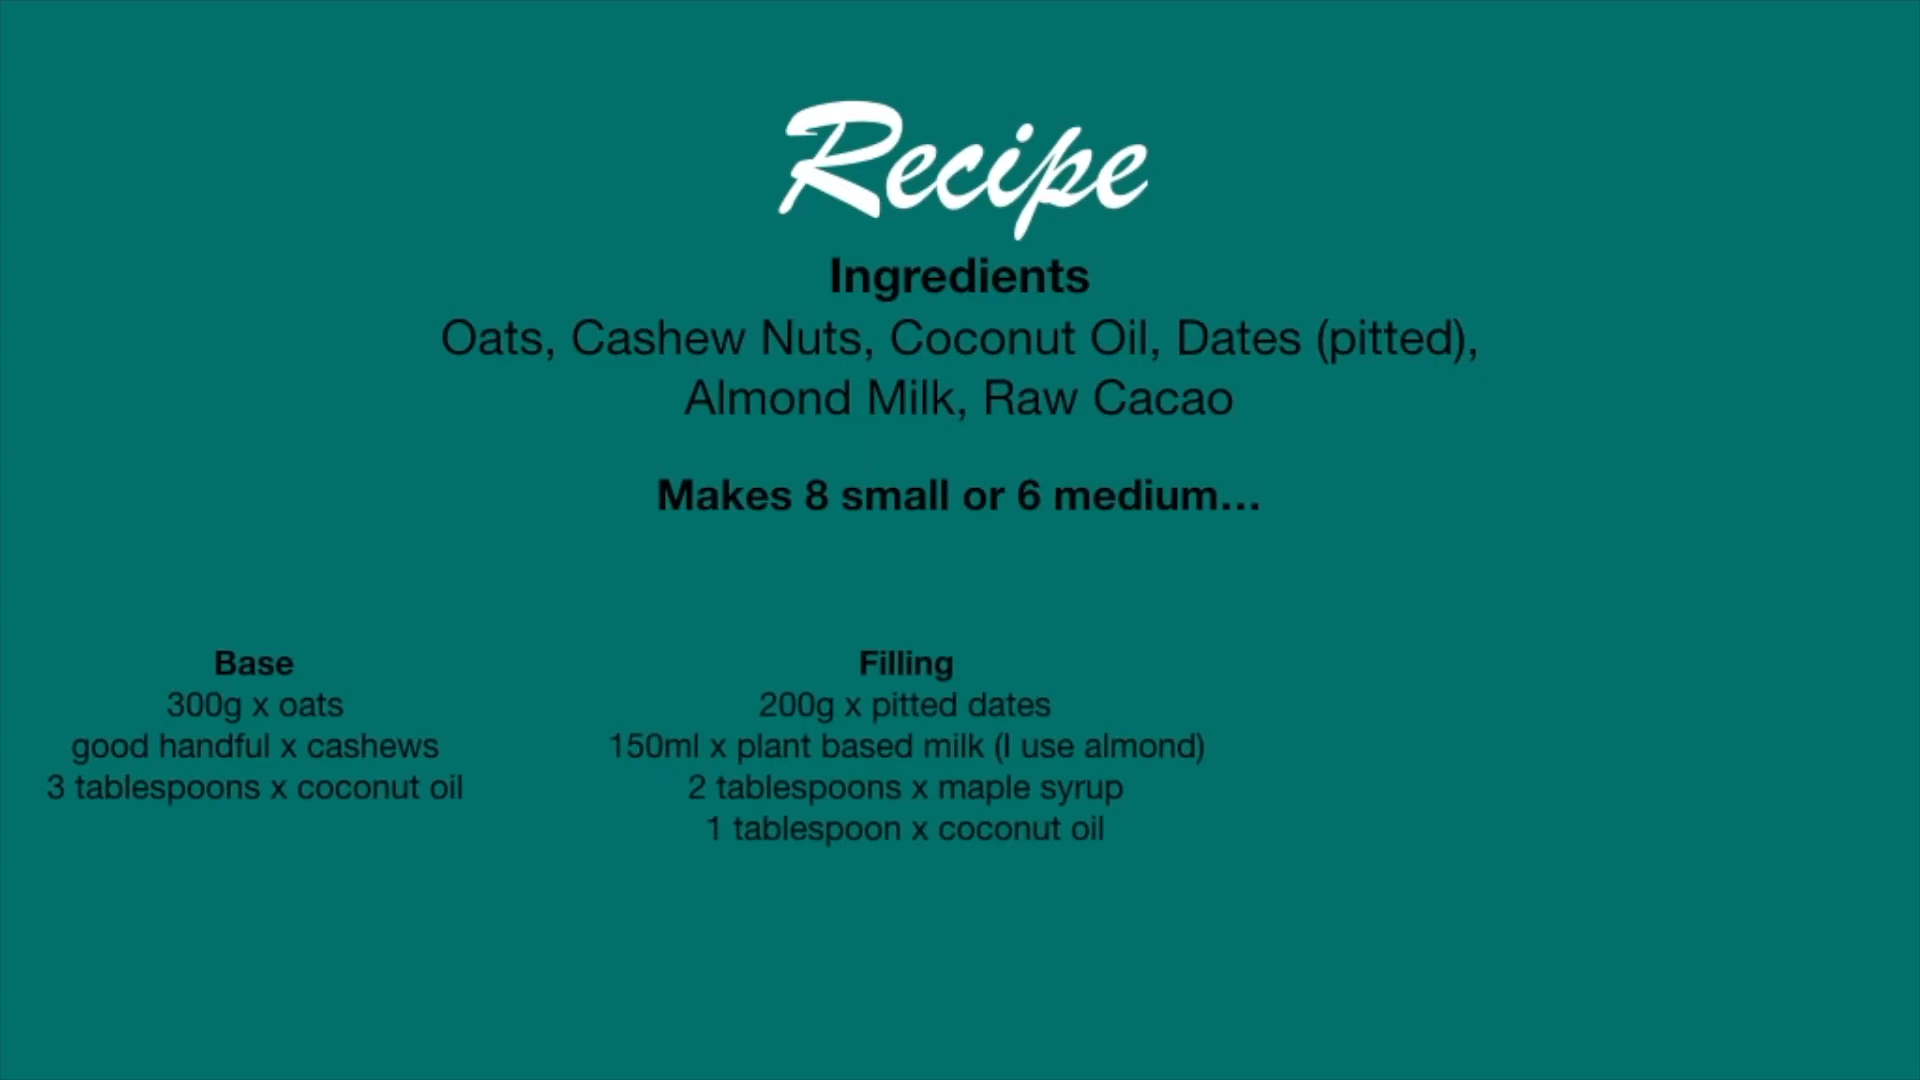 Recipe
Ingredients
Oats, Cashew Nuts, Coconut Oil, Dates (pitted),
Almond Milk, Raw Cacao
Makes 8 small or 6 medium...
Base
300g x oats
good handful x cashews
3 tablespoons x coconut oil
Filling
200g x pitted dates
150ml x plant based milk (I use almond)
2 tablespoons x maple syrup
1 tablespoon x coconut oil